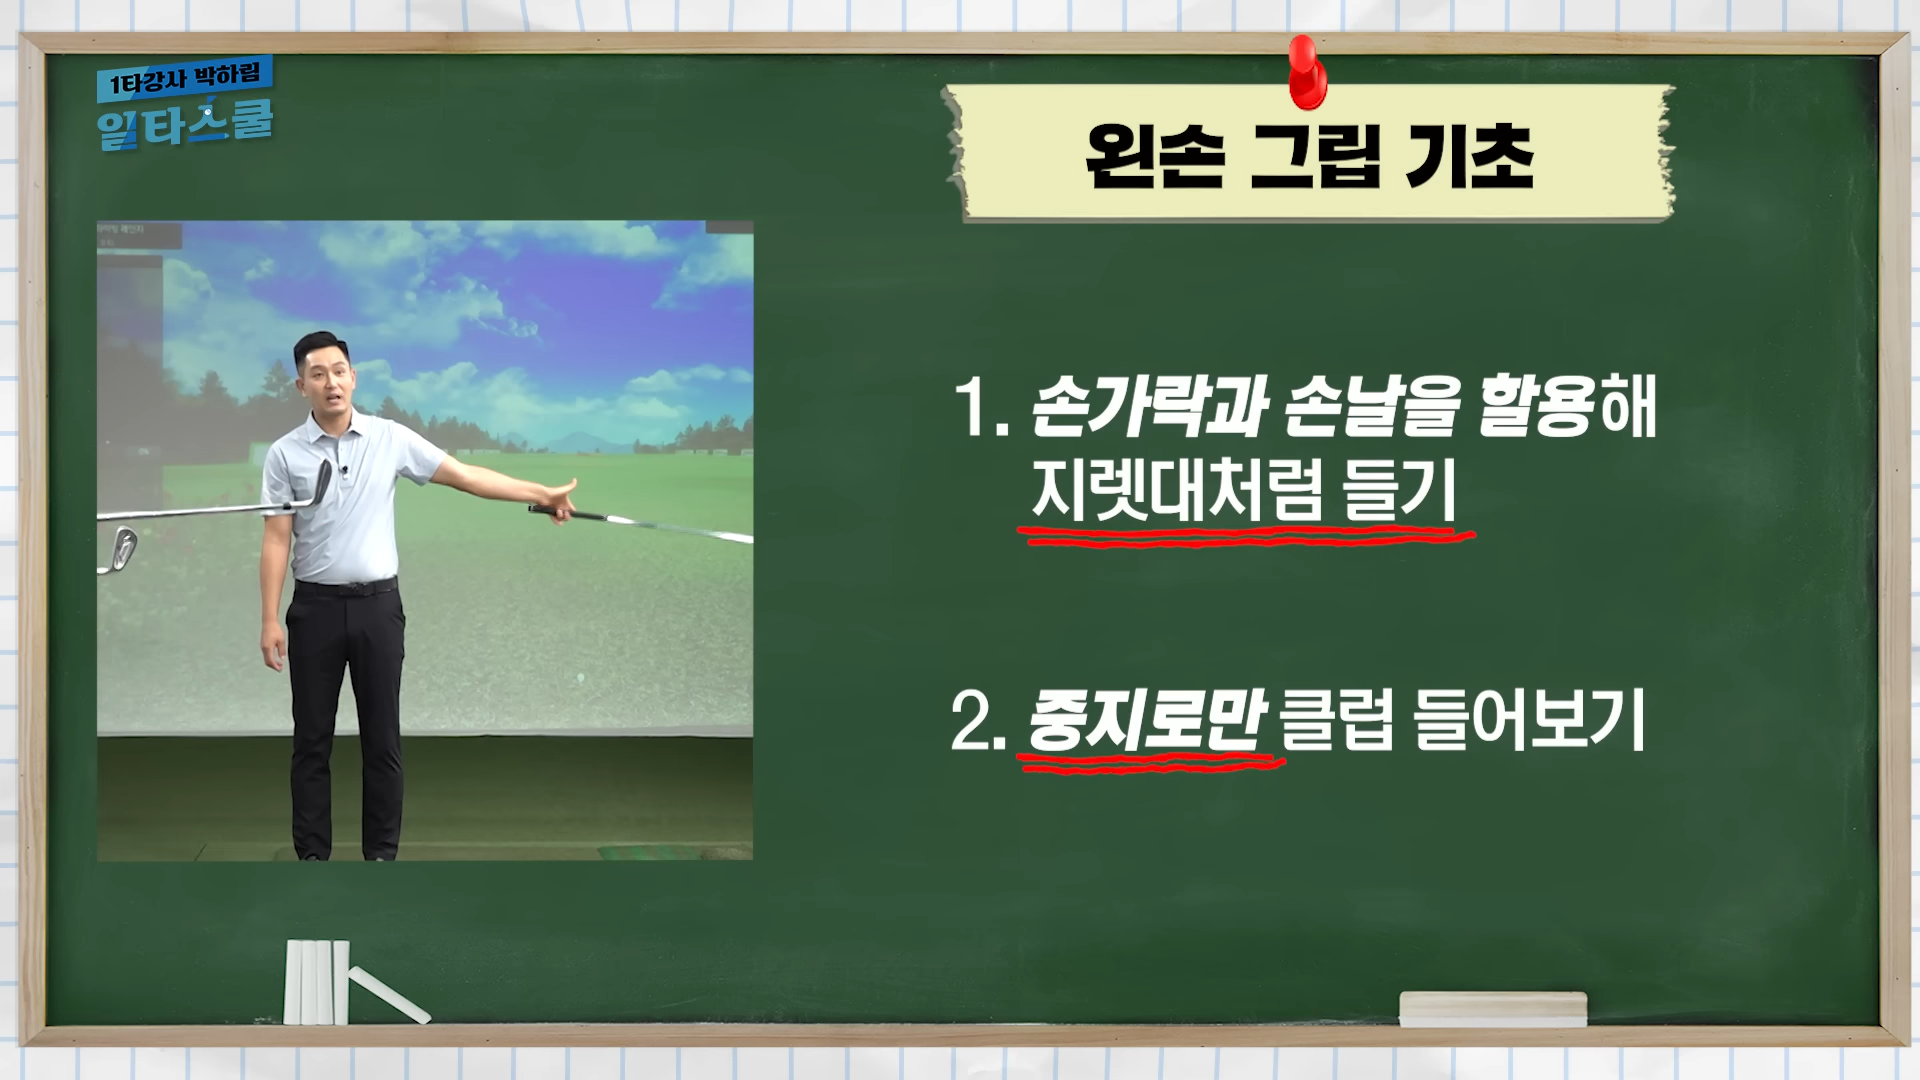 1타강사 박하림
일타스쿨
왼손 그립 기초
1. 손가락과 손날을 활용해
지렛대처럼 들기
2. 중지로만 클럽 들어보기